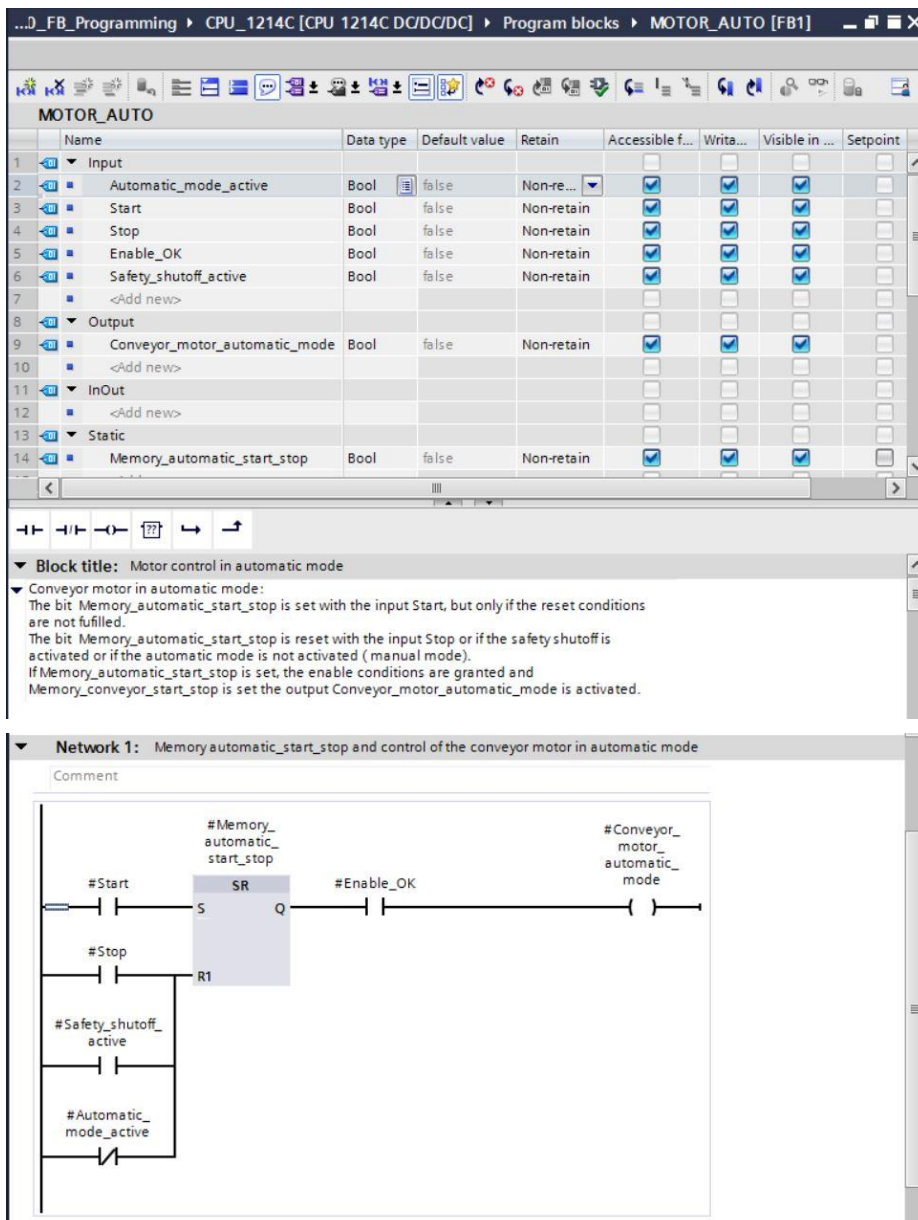 ...0_FB_Programming ▸ CPU_1214C [CPU 1214C DC/DC/DC] ▸ Program blocks ▸ MOTOR_AUTO [FB1]
MOTOR_AUTO
Name Data type Default value Retain Accessible f... Writa... Visible in ... Setpoint
1 Input
2 Automatic_mode_active Bool false Non-re...
3 Start Bool false Non-retain
4 Stop Bool false Non-retain
5 Enable_OK Bool false Non-retain
6 Safety_shutoff_active Bool false Non-retain
7 <Add new>
8 Output
9 Conveyor_motor_automatic_mode Bool false Non-retain
10 <Add new>
11 InOut
12 <Add new>
13 Static
14 Memory_automatic_start_stop Bool false Non-retain
??
Block title: Motor control in automatic mode
Conveyor motor in automatic mode:
The bit Memory_automatic_start_stop is set with the input Start, but only if the reset conditions
are not fufilled.
The bit Memory_automatic_start_stop is reset with the input Stop or if the safety shutoff is
activated or if the automatic mode is not activated ( manual mode).
If Memory_automatic_start_stop is set, the enable conditions are granted and
Memory_conveyor_start_stop is set the output Conveyor_motor_automatic_mode is activated.
Network 1: Memory automatic_start_stop and control of the conveyor motor in automatic mode
Comment
#Memory_
automatic_
start_stop
#Conveyor_
motor_
automatic_
mode
#Start
SR
#Enable_OK
S Q
#Stop
R1
#Safety_shutoff_
active
#Automatic_
mode_active